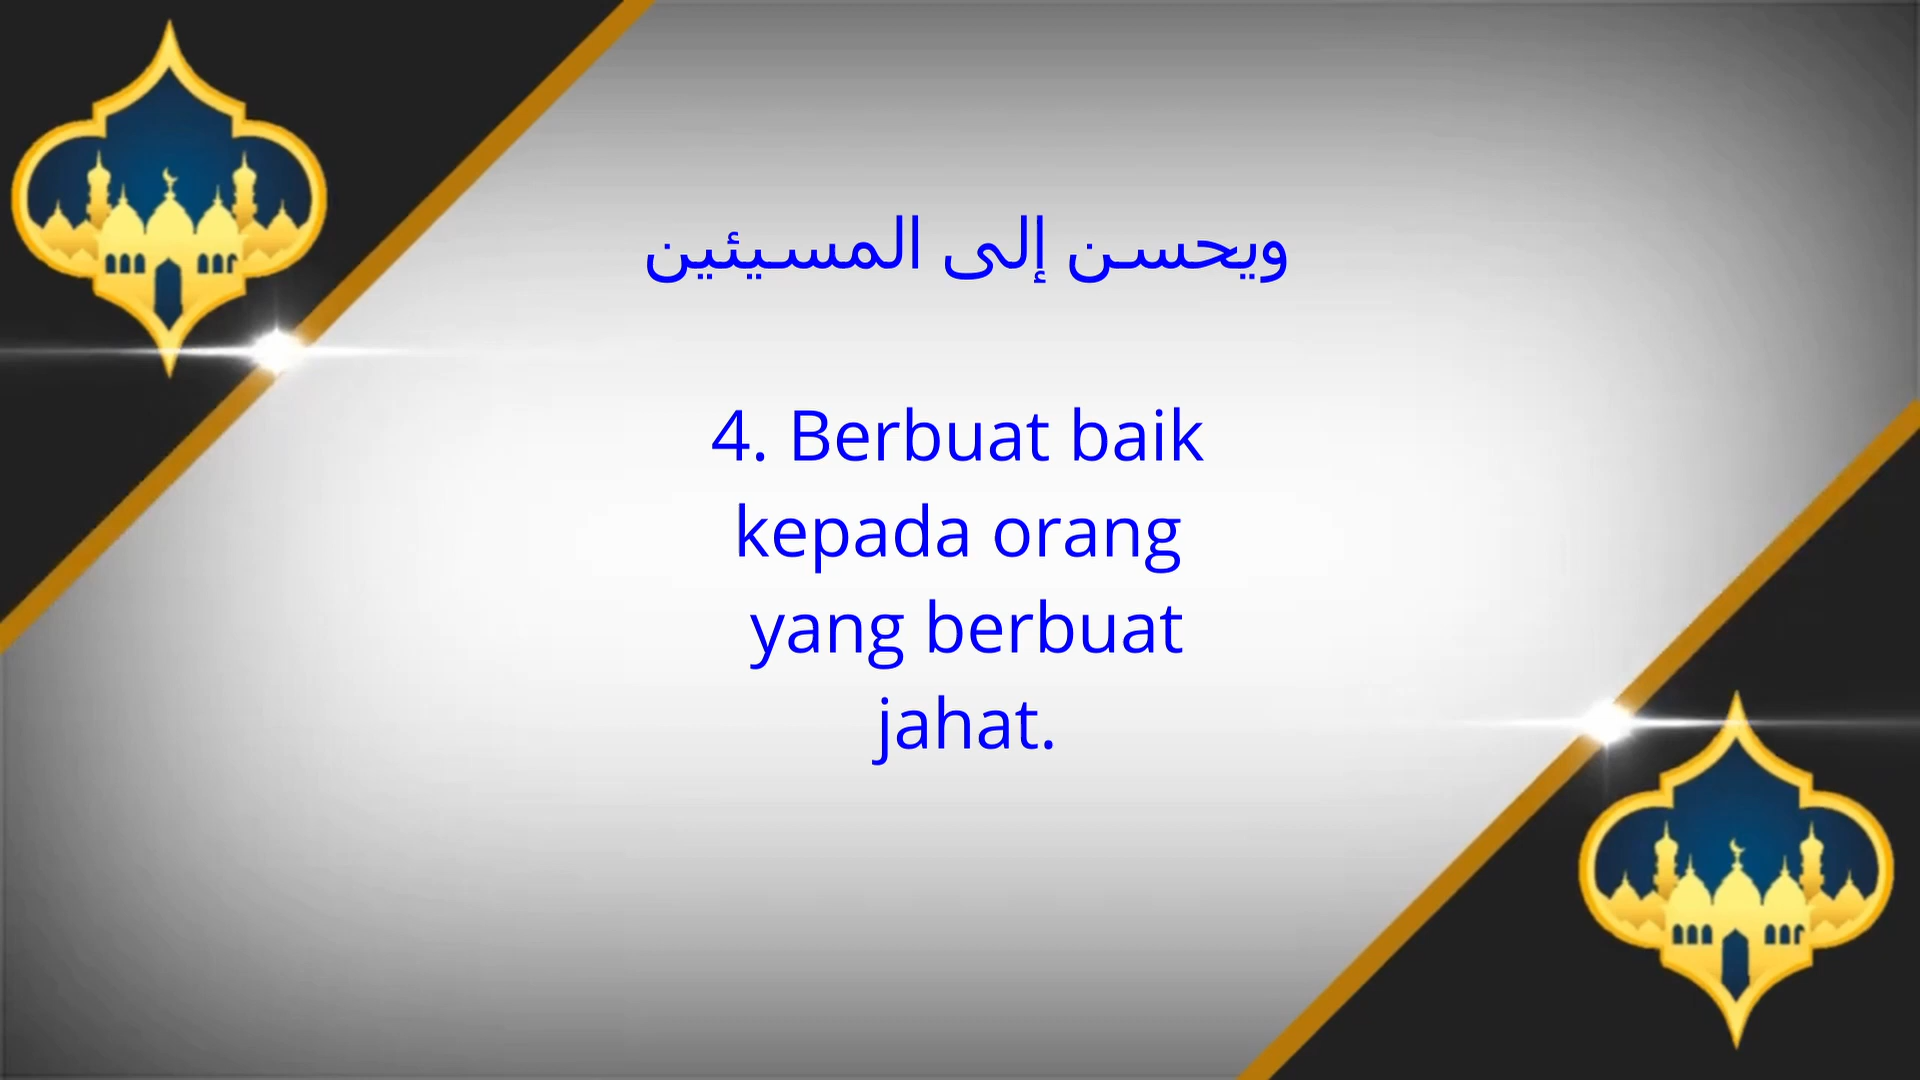 ويحسن إلى المسيئين
4. Berbuat baik
kepada orang
yang berbuat
jahat.